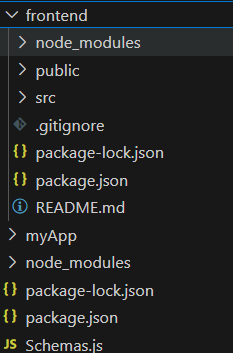 frontend
node_modules
public
src
.gitignore
package-lock.json
package.json
README.md
myApp
node_modules
package-lock.json
package.json
Schemas.js